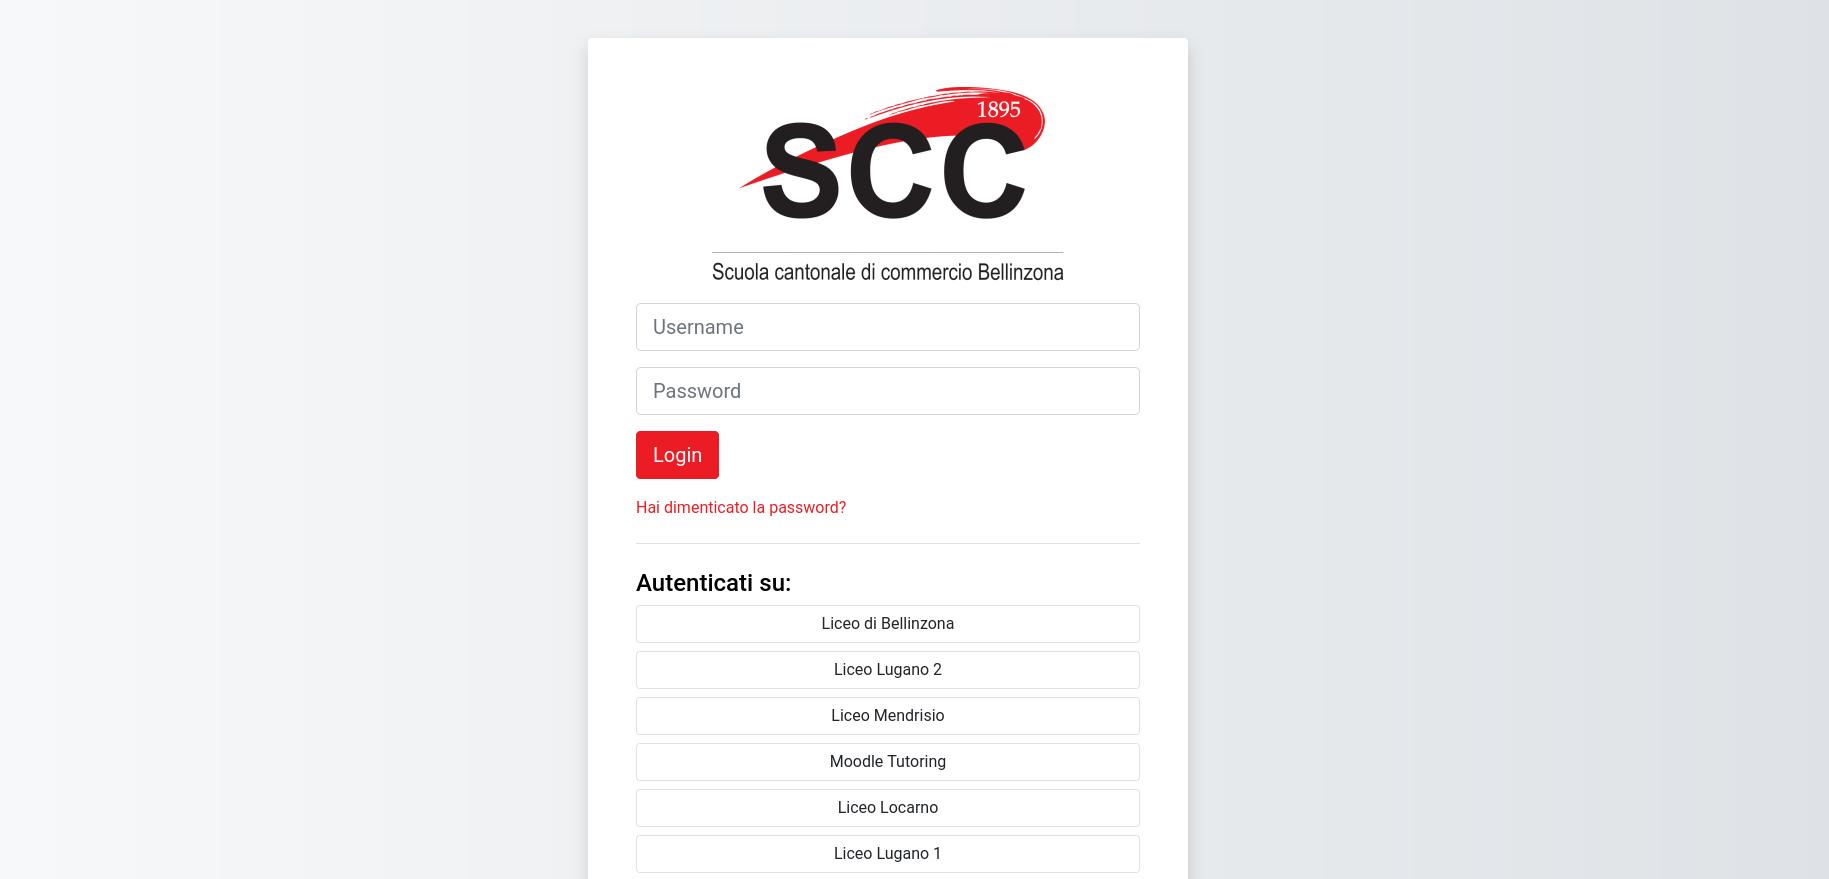 1895
SCC
Scuola cantonale di commercio Bellinzona
Username
Password
Login
Hai dimenticato la password?
Autenticati su:
Liceo di Bellinzona
Liceo Lugano 2
Liceo Mendrisio
Moodle Tutoring
Liceo Locarno
Liceo Lugano 1